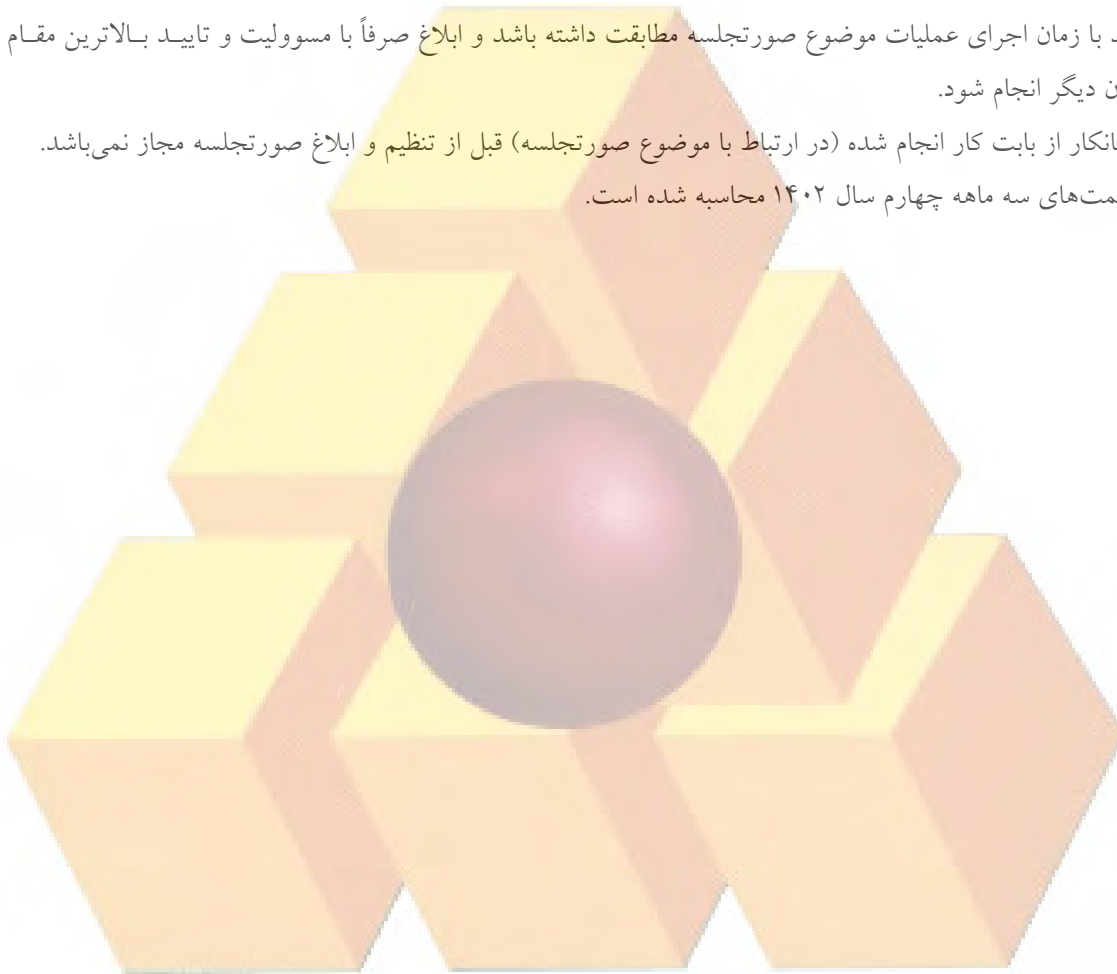 د با زمان اجرای عملیات موضوع صورتجلسه مطابقت داشته باشد و ابلاغ صرفاً با مسوولیت و تایید بالاترین مقام
ن دیگر انجام شود.
انکار از بابت کار انجام شده (در ارتباط با موضوع صورتجلسه) قبل از تنظیم و ابلاغ صورتجلسه مجاز نمی‌باشد.
مت‌های سه ماهه چهارم سال ۱۴۰۲ محاسبه شده است.